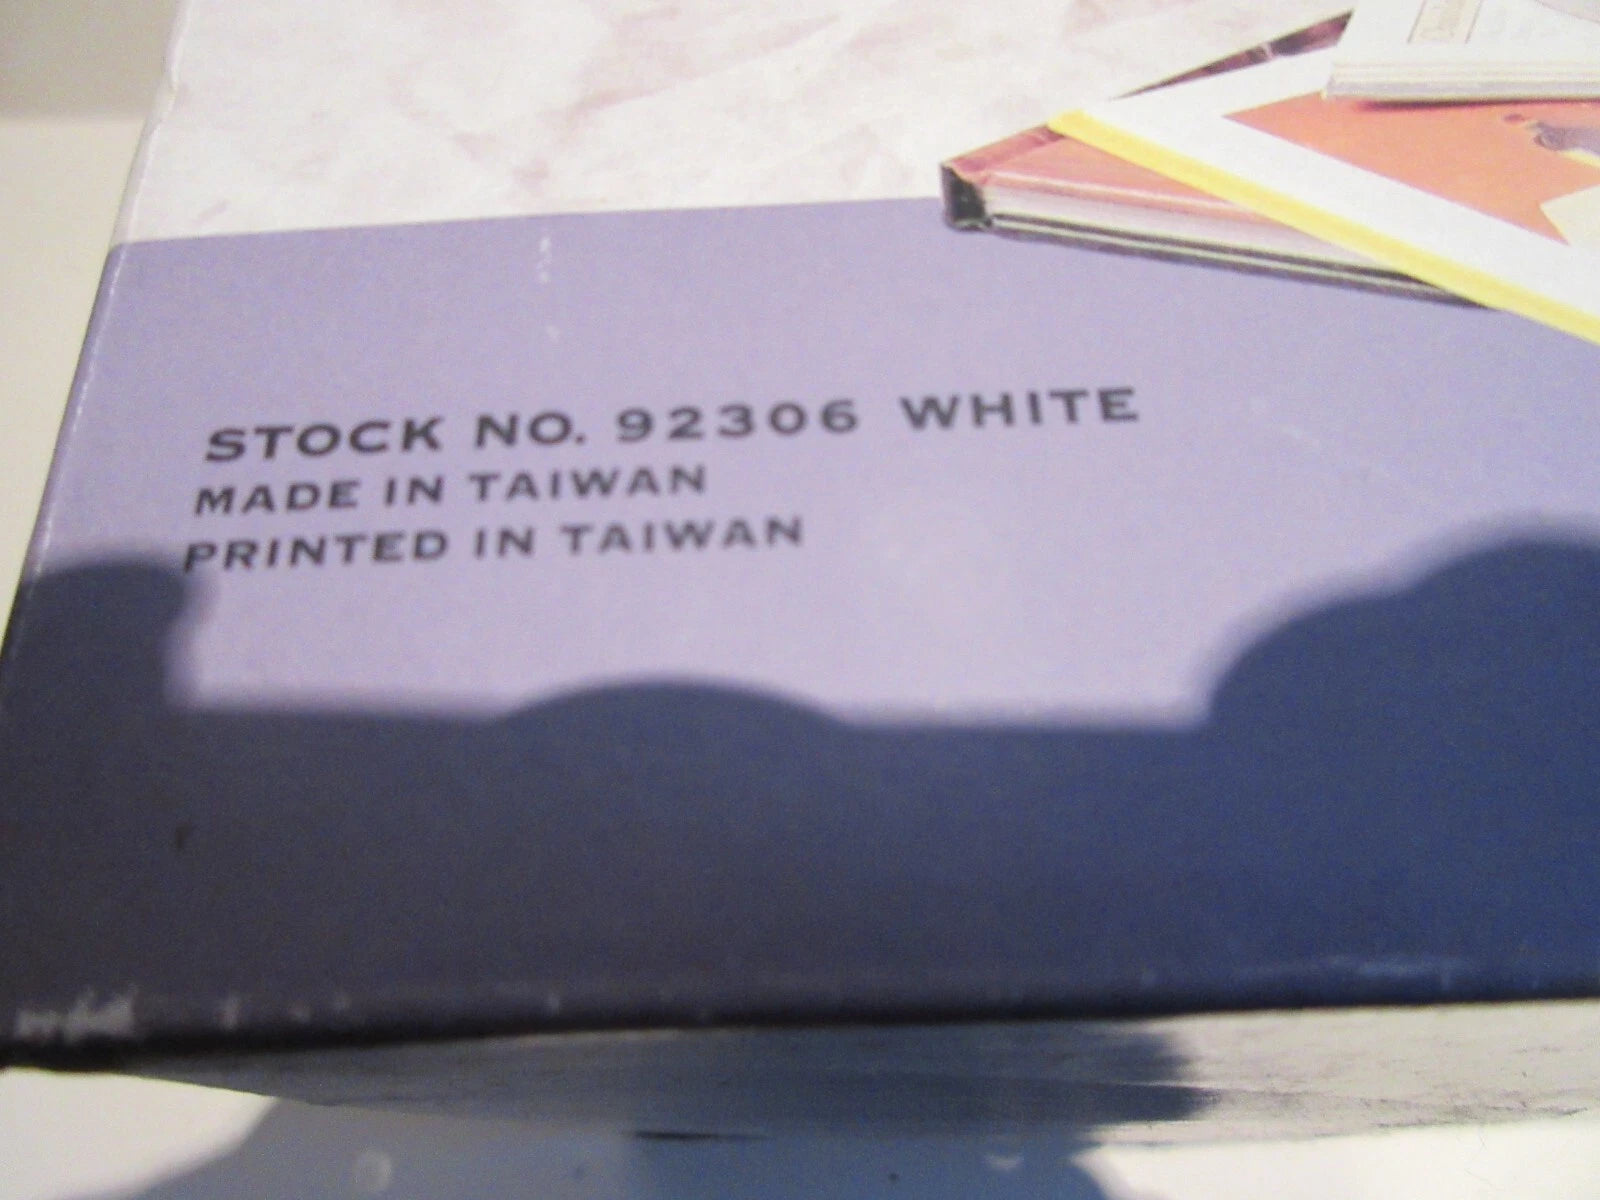 STOCK NO. 92306 WHITE
MADE IN TAIWAN
PRINTED IN TAIWAN